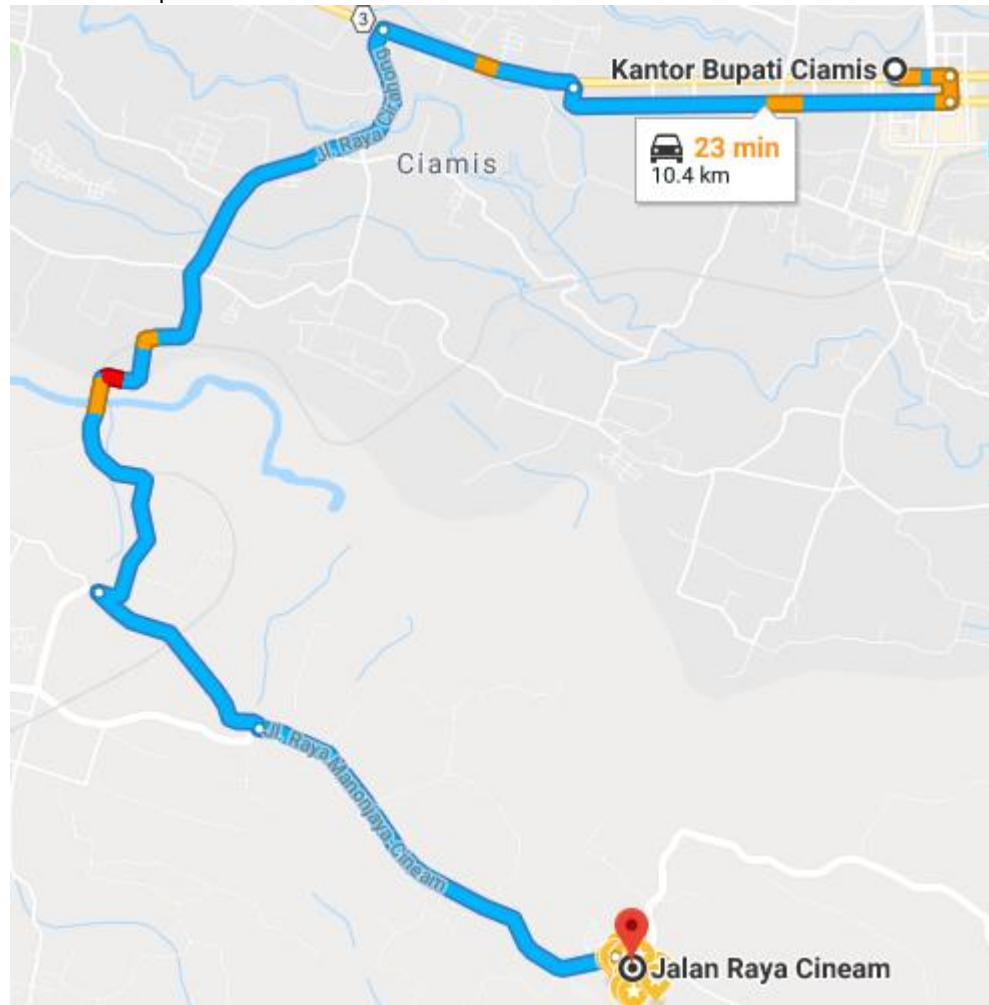 3
Kantor Bupati Ciamis
Jl. Raya Cirahong
Ciamis
23 min
10.4 km
Jl. Raya Manonjaya-Cineam
Jalan Raya Cineam